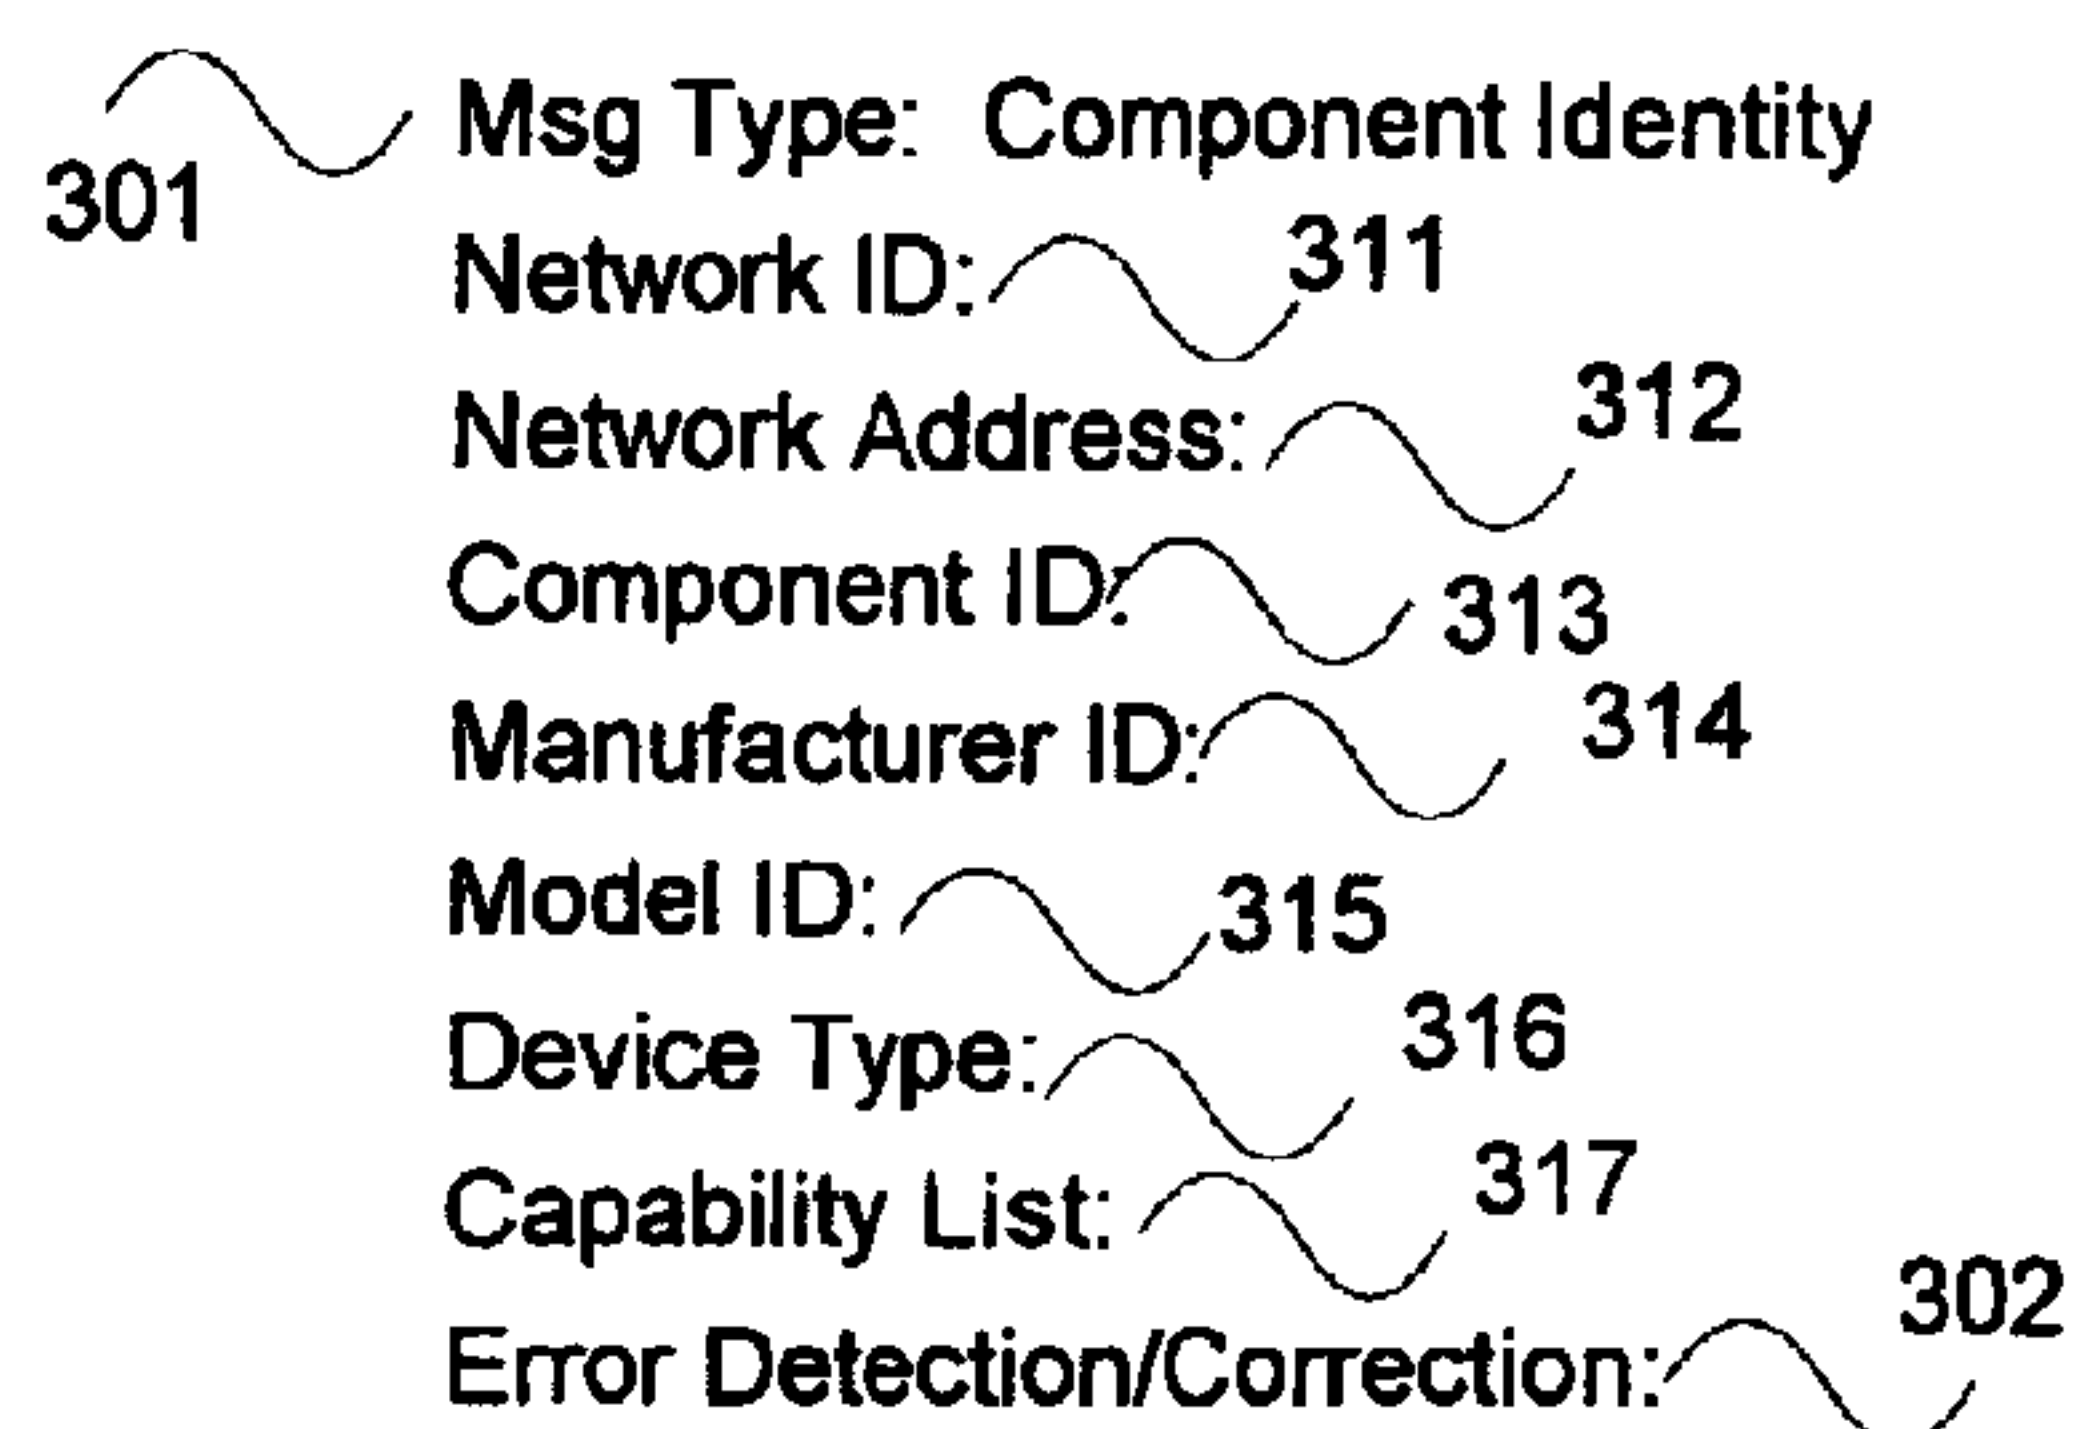 301 Msg Type: Component Identity
Network ID: 311
Network Address: 312
Component ID: 313
Manufacturer ID: 314
Model ID: 315
Device Type: 316
Capability List: 317
Error Detection/Correction: 302